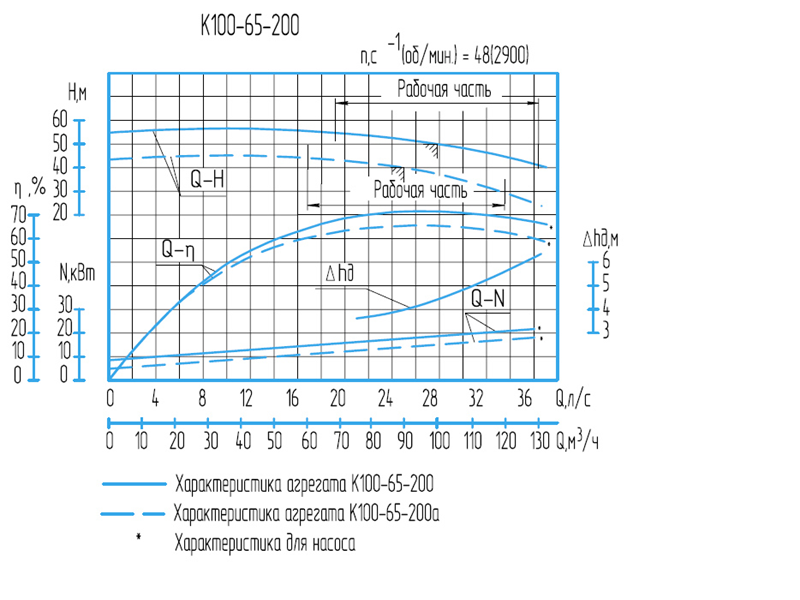 К100-65-200
n,с⁻¹(об/мин.) = 48(2900)
Н,м
Рабочая часть
60
50
40
30
20
Q-H
Рабочая часть
η ,%
70
60
50
40
30
20
10
0
N,кВт
30
20
10
0
Q-η
Δhд
Q-N
Δhд,м
6
5
4
3
0 4 8 12 16 20 24 28 32 36 Q,л/с
0 10 20 30 40 50 60 70 80 90 100 110 120 130 Q,м³/ч
Характеристика агрегата К100-65-200
Характеристика агрегата К100-65-200а
* Характеристика для насоса